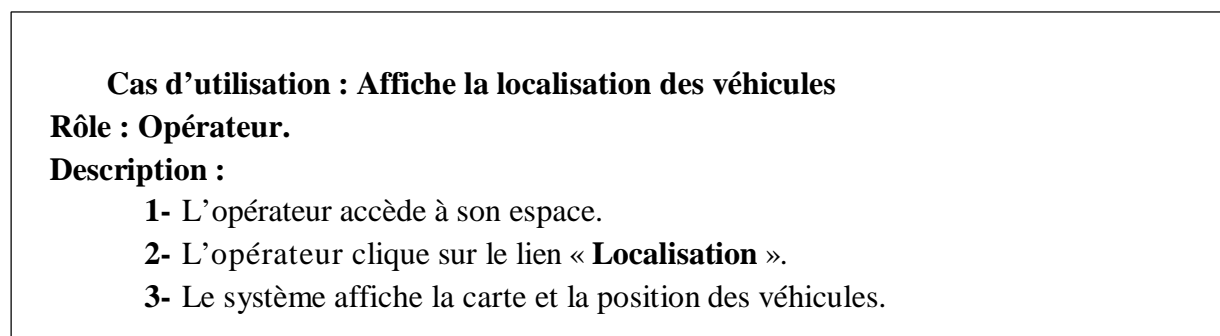 Cas d’utilisation : Affiche la localisation des véhicules
Rôle : Opérateur.
Description :
1- L’opérateur accède à son espace.
2- L’opérateur clique sur le lien « Localisation ».
3- Le système affiche la carte et la position des véhicules.